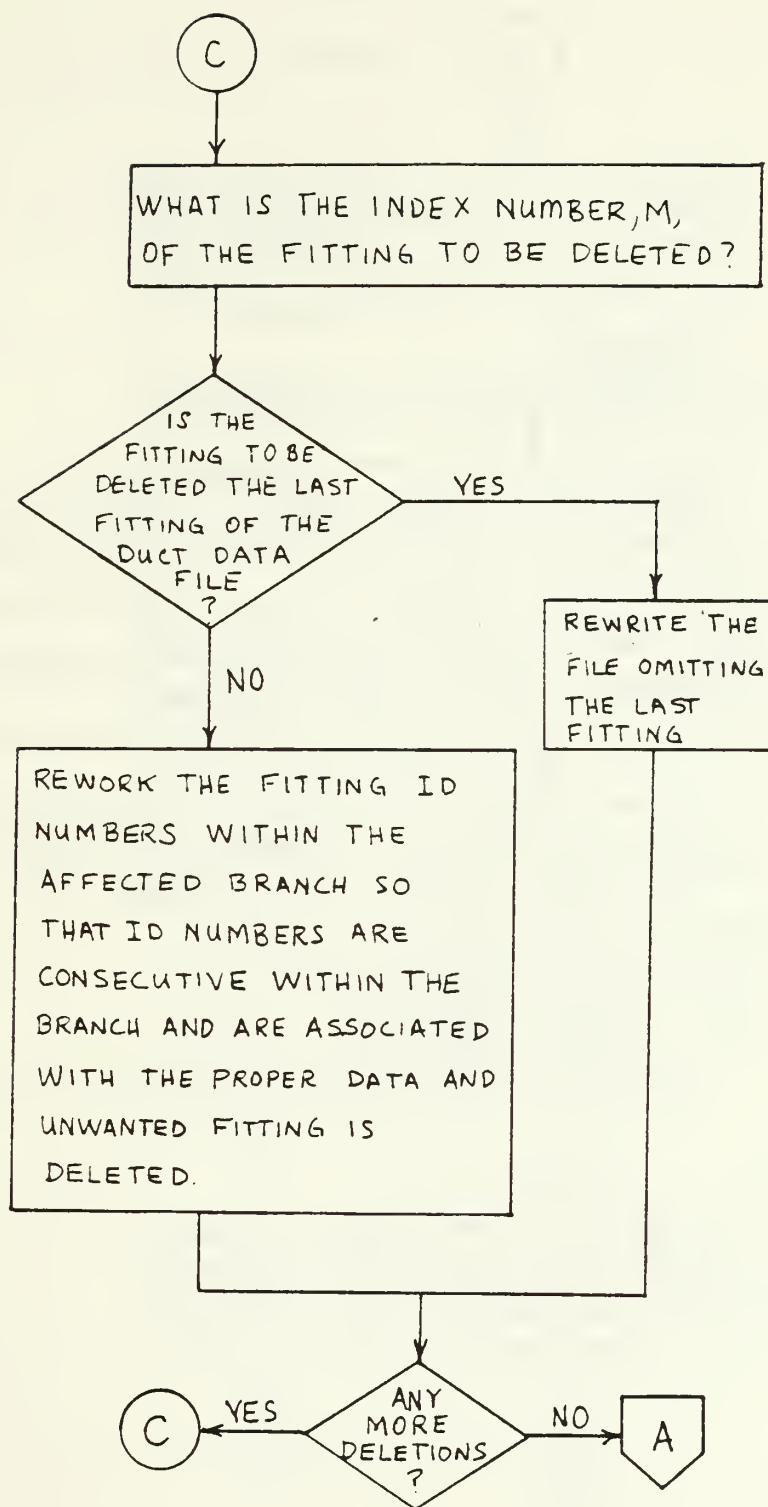 C
WHAT IS THE INDEX NUMBER, M,
OF THE FITTING TO BE DELETED?
IS THE
FITTING TO BE
DELETED THE LAST
FITTING OF THE
DUCT DATA
FILE
?
YES
NO
REWRITE THE
FILE OMITTING
THE LAST
FITTING
REWORK THE FITTING ID
NUMBERS WITHIN THE
AFFECTED BRANCH SO
THAT ID NUMBERS ARE
CONSECUTIVE WITHIN THE
BRANCH AND ARE ASSOCIATED
WITH THE PROPER DATA AND
UNWANTED FITTING IS
DELETED.
C
YES
ANY
MORE
DELETIONS
?
NO
A